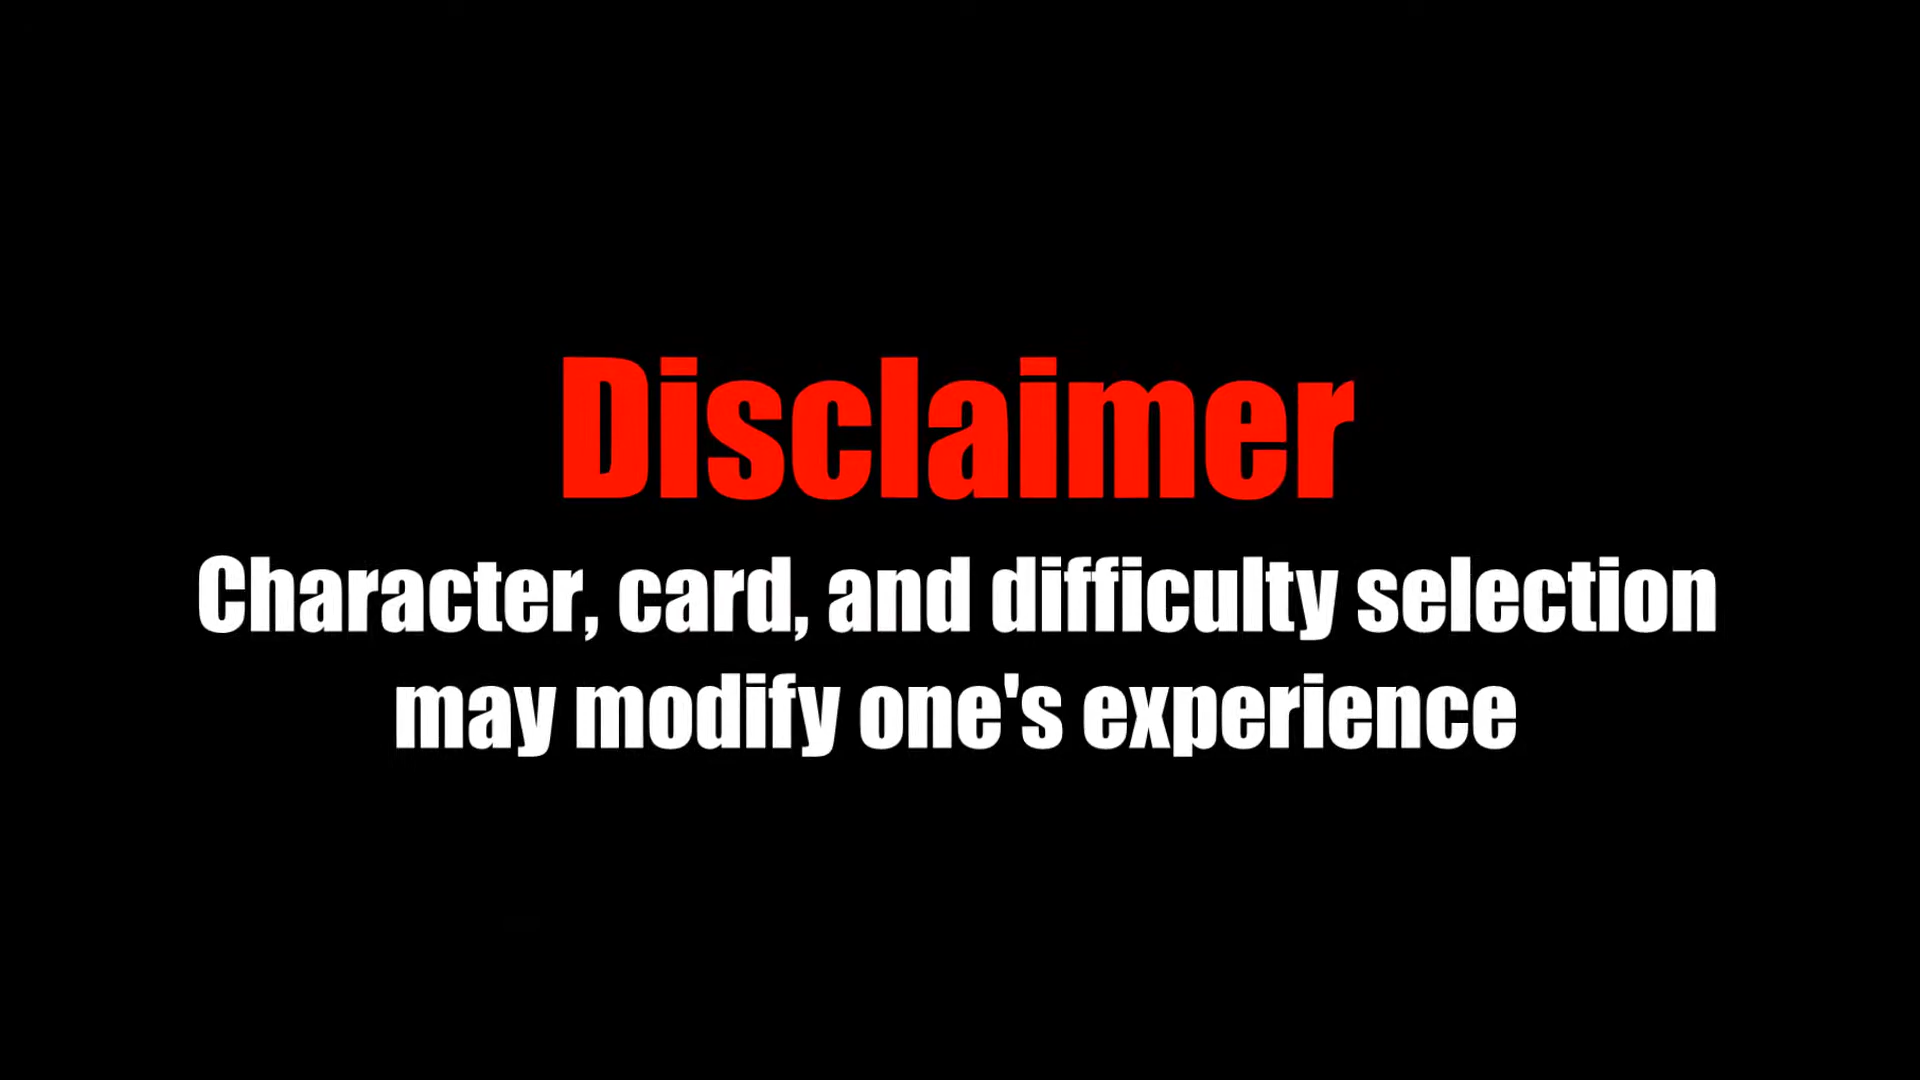 Disclaimer
Character, card, and difficulty selection
may modify one's experience